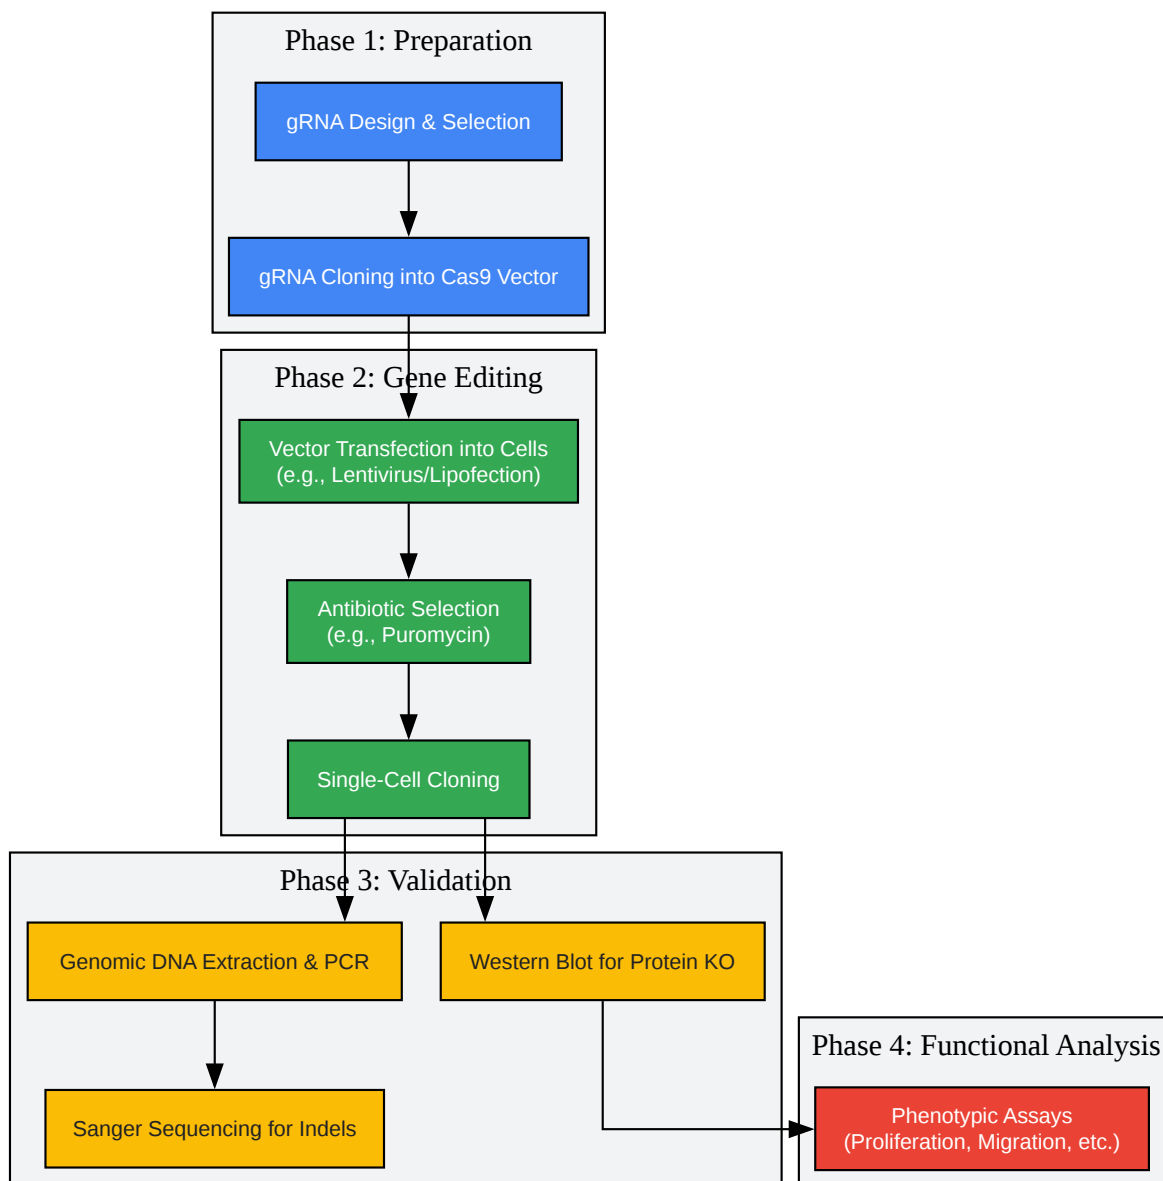 Phase 1: Preparation
gRNA Design & Selection
gRNA Cloning into Cas9 Vector
Phase 2: Gene Editing
Vector Transfection into Cells
(e.g., Lentivirus/Lipofection)
Antibiotic Selection
(e.g., Puromycin)
Single-Cell Cloning
Phase 3: Validation
Genomic DNA Extraction & PCR
Western Blot for Protein KO
Sanger Sequencing for Indels
Phase 4: Functional Analysis
Phenotypic Assays
(Proliferation, Migration, etc.)